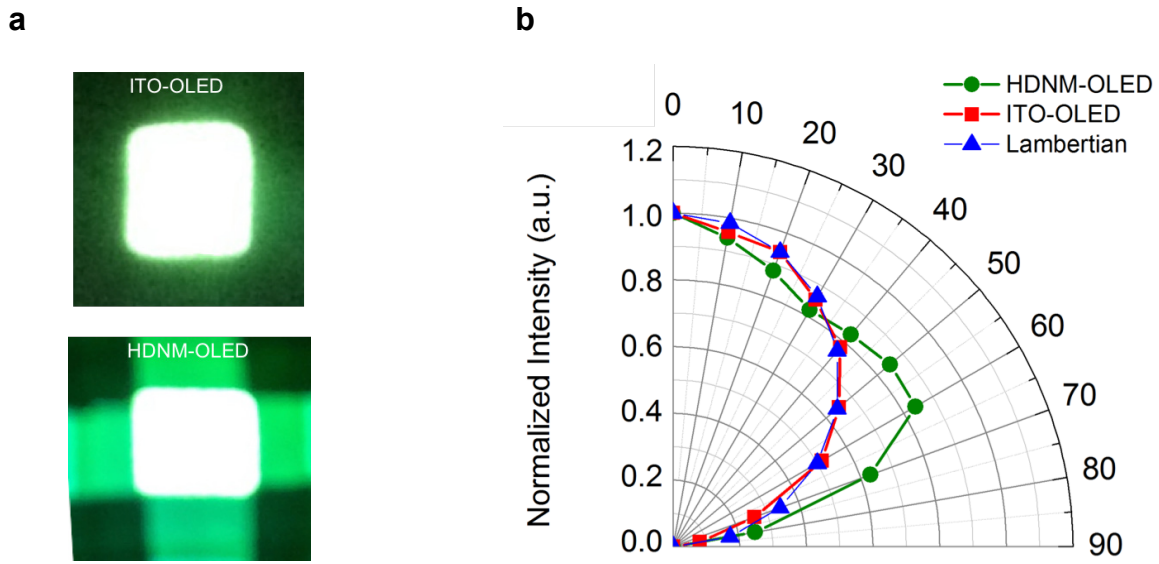 a
b
ITO-OLED
HDNM-OLED
HDNM-OLED
ITO-OLED
Lambertian
0
10
20
30
40
50
60
70
80
90
1.2
1.0
0.8
0.6
0.4
0.2
0.0
Normalized Intensity (a.u.)